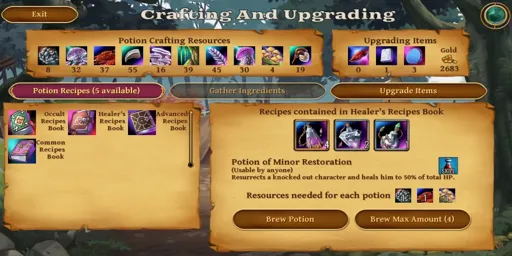 Exit
Crafting And Upgrading
Potion Crafting Resources
8 32 37 55 16 39 45 30 4 19
Upgrading Items
0 1 3
Gold
2683
Potion Recipes (5 available)
Gather Ingredients
Upgrade Items
Occult Recipes Book
Healer's Recipes Book
Advanced Recipes Book
Common Recipes Book
Recipes contained in Healer's Recipes Book
Potion of Minor Restoration
(Usable by anyone)
Resurrects a knocked out character and heals him to 50% of total HP.
Resources needed for each potion
Brew Potion
Brew Max Amount (4)